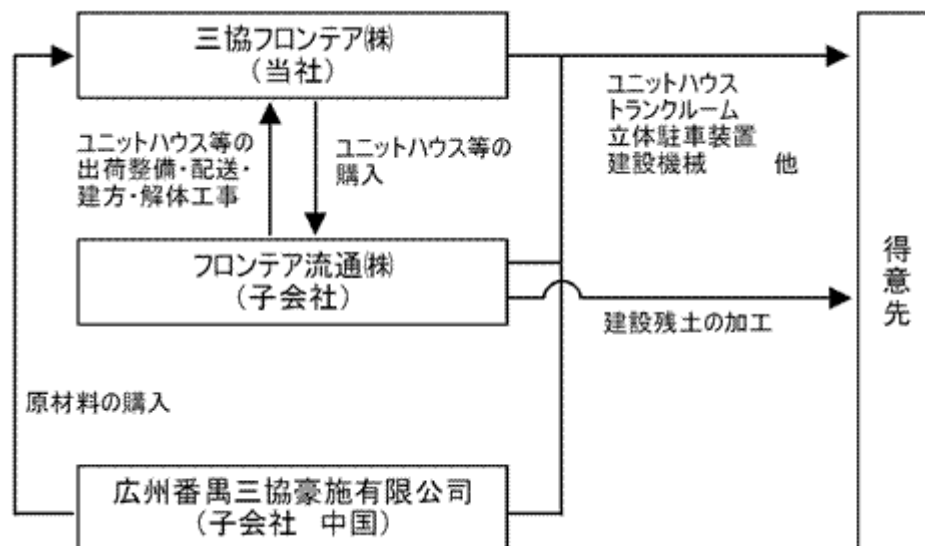 三協フロンテア㈱
（当社）
ユニットハウス
トランクルーム
立体駐車装置
建設機械　　他
ユニットハウス等の
出荷整備・配送・
建方・解体工事
ユニットハウス等の
購入
フロンテア流通㈱
（子会社）
得意先
建設残土の加工
原材料の購入
広州番禺三協豪施有限公司
（子会社　中国）